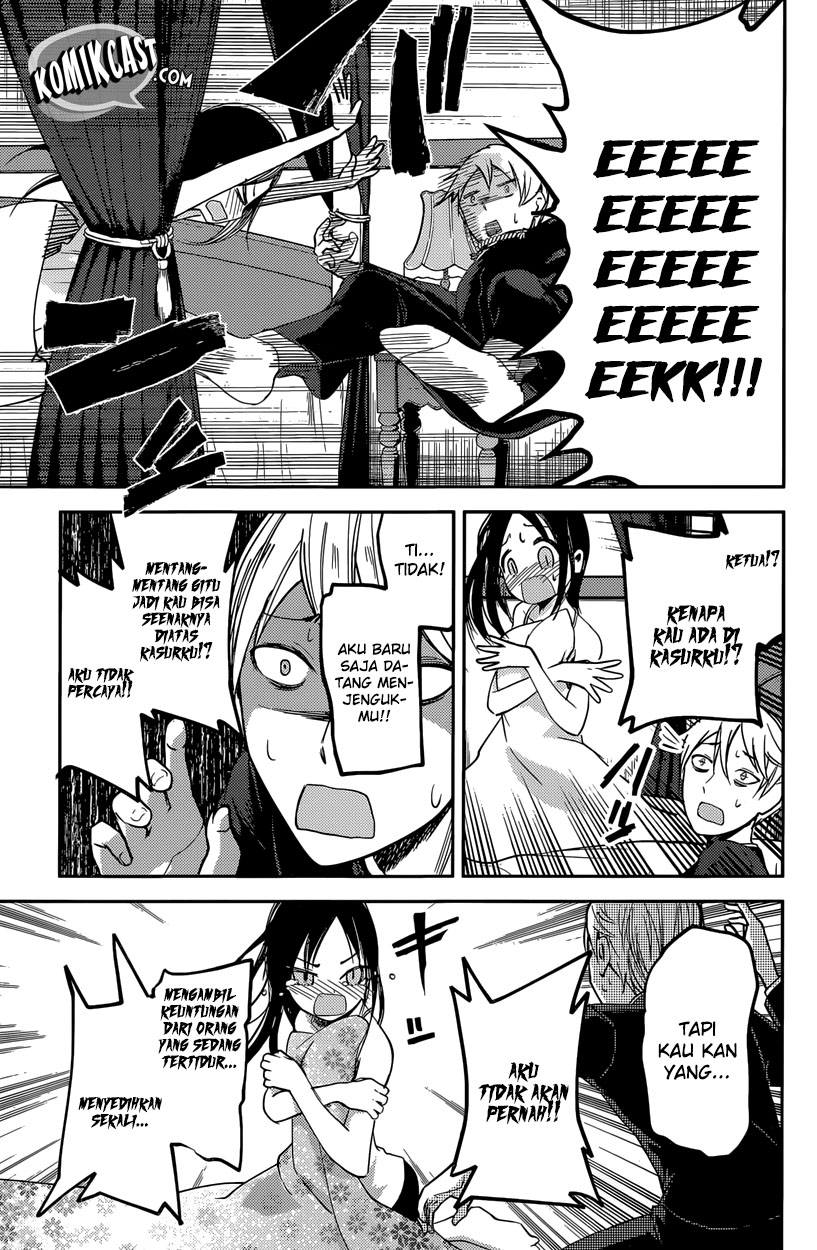 KOMIKCAST
.COM
EEEEE
EEEEE
EEEEE
EEEEE
EEKK!!!
KETUA!?
KENAPA
KAU ADA DI
KASURKU!?
TI...
TIDAK!
AKU BARU
SAJA DA-
TANG MEN-
JENGUK-
MU!!
MENTANG-
MENTANG GITU
JADI KAU BISA
SEENAKNYA
DIATAS
KASURKU!?
AKU TIDAK
PERCAYA!!
TAPI
KAU KAN
YANG...
AKU
TIDAK AKAN
PERNAH!!
MENGANBIL
KEUNTUNGAN
DARI ORANG
YANG SEDANG
TERTIDUR...
MENYEDIHKAN
SEKALI...